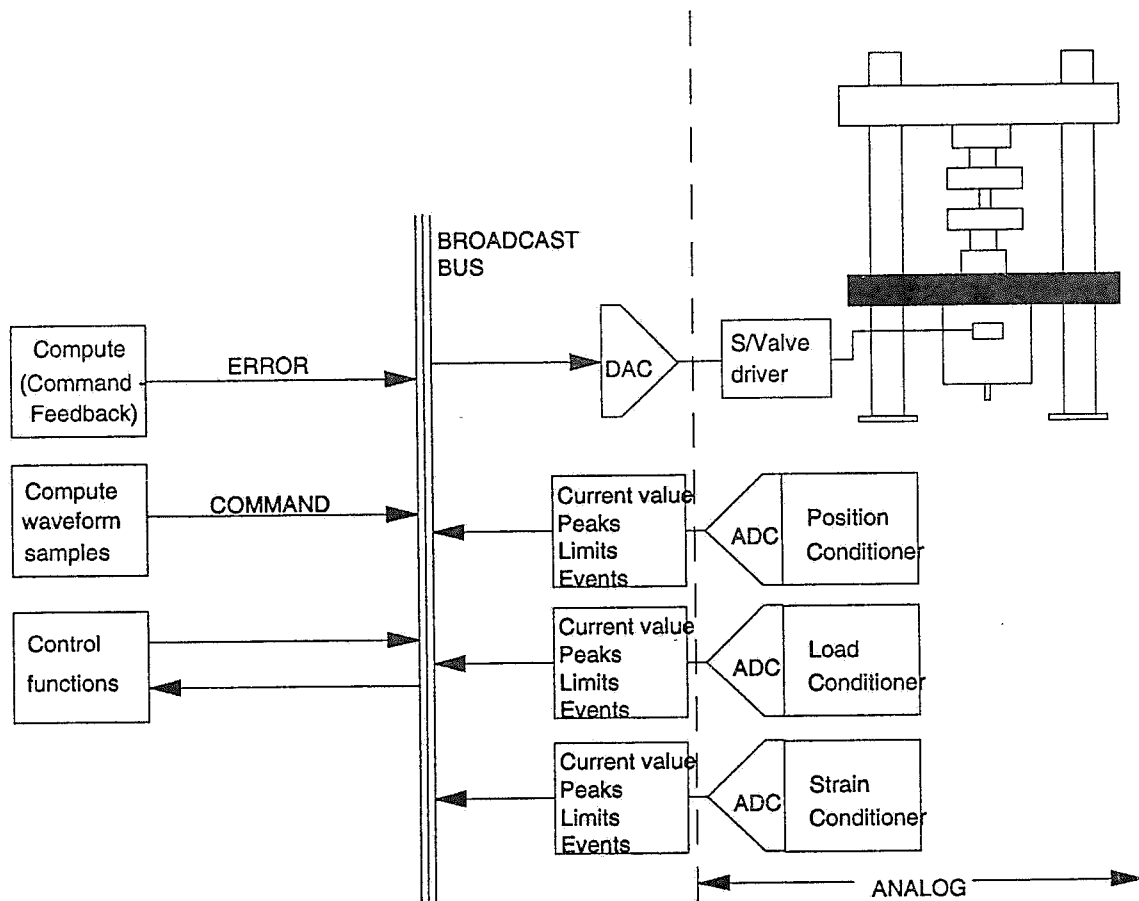 BROADCAST
BUS
Compute
(Command
Feedback)
ERROR
DAC
S/Valve
driver
Compute
waveform
samples
COMMAND
Current value
Peaks
Limits
Events
ADC
Position
Conditioner
Control
functions
Current value
Peaks
Limits
Events
ADC
Load
Conditioner
Current value
Peaks
Limits
Events
ADC
Strain
Conditioner
ANALOG